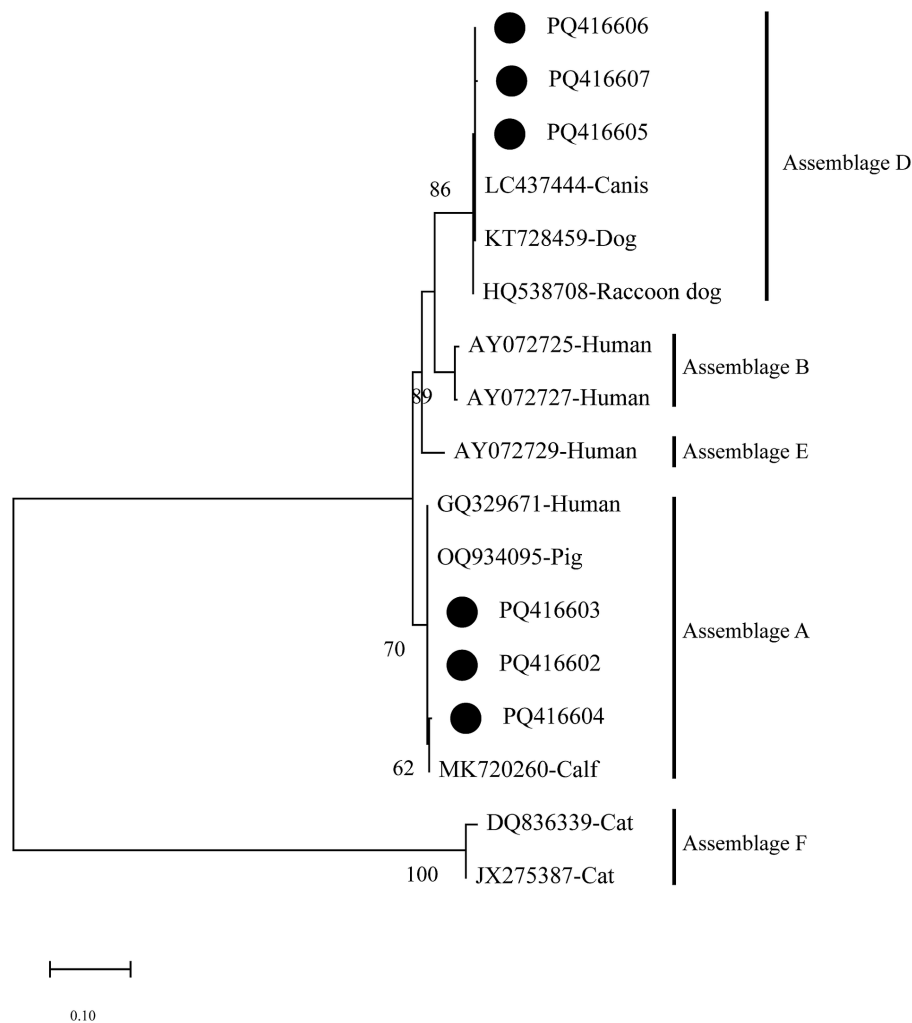 PQ416606
PQ416607
PQ416605
Assemblage D
86
LC437444-Canis
KT728459-Dog
HQ538708-Raccoon dog
AY072725-Human
Assemblage B
89
AY072727-Human
AY072729-Human
Assemblage E
GQ329671-Human
OQ934095-Pig
PQ416603
Assemblage A
70
PQ416602
PQ416604
62
MK720260-Calf
DQ836339-Cat
Assemblage F
100
JX275387-Cat
0.10